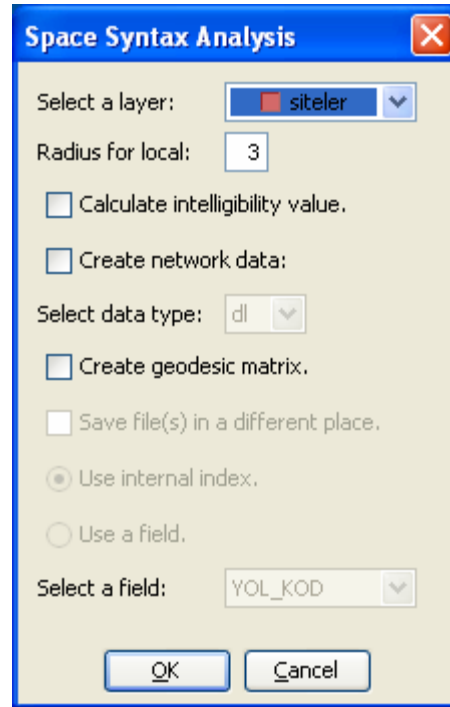 Space Syntax Analysis
Select a layer: siteler
Radius for local: 3
Calculate intelligibility value.
Create network data:
Select data type: dl
Create geodesic matrix.
Save file(s) in a different place.
Use internal index.
Use a field.
Select a field: YOL_KOD
OK Cancel